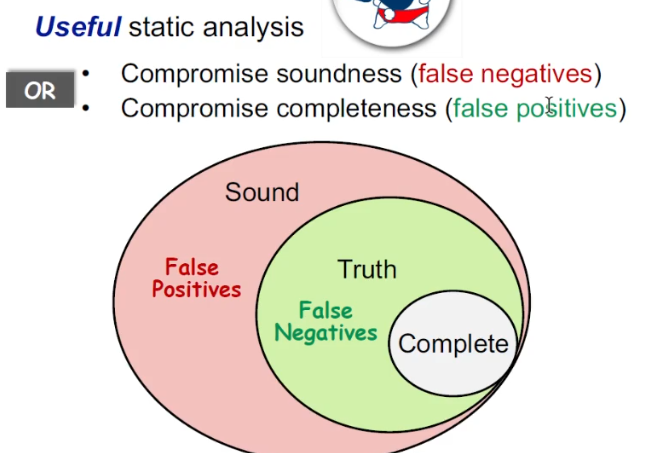 Useful static analysis
OR
• Compromise soundness (false negatives)
• Compromise completeness (false positives)
Sound
False
Positives
Truth
False
Negatives
Complete